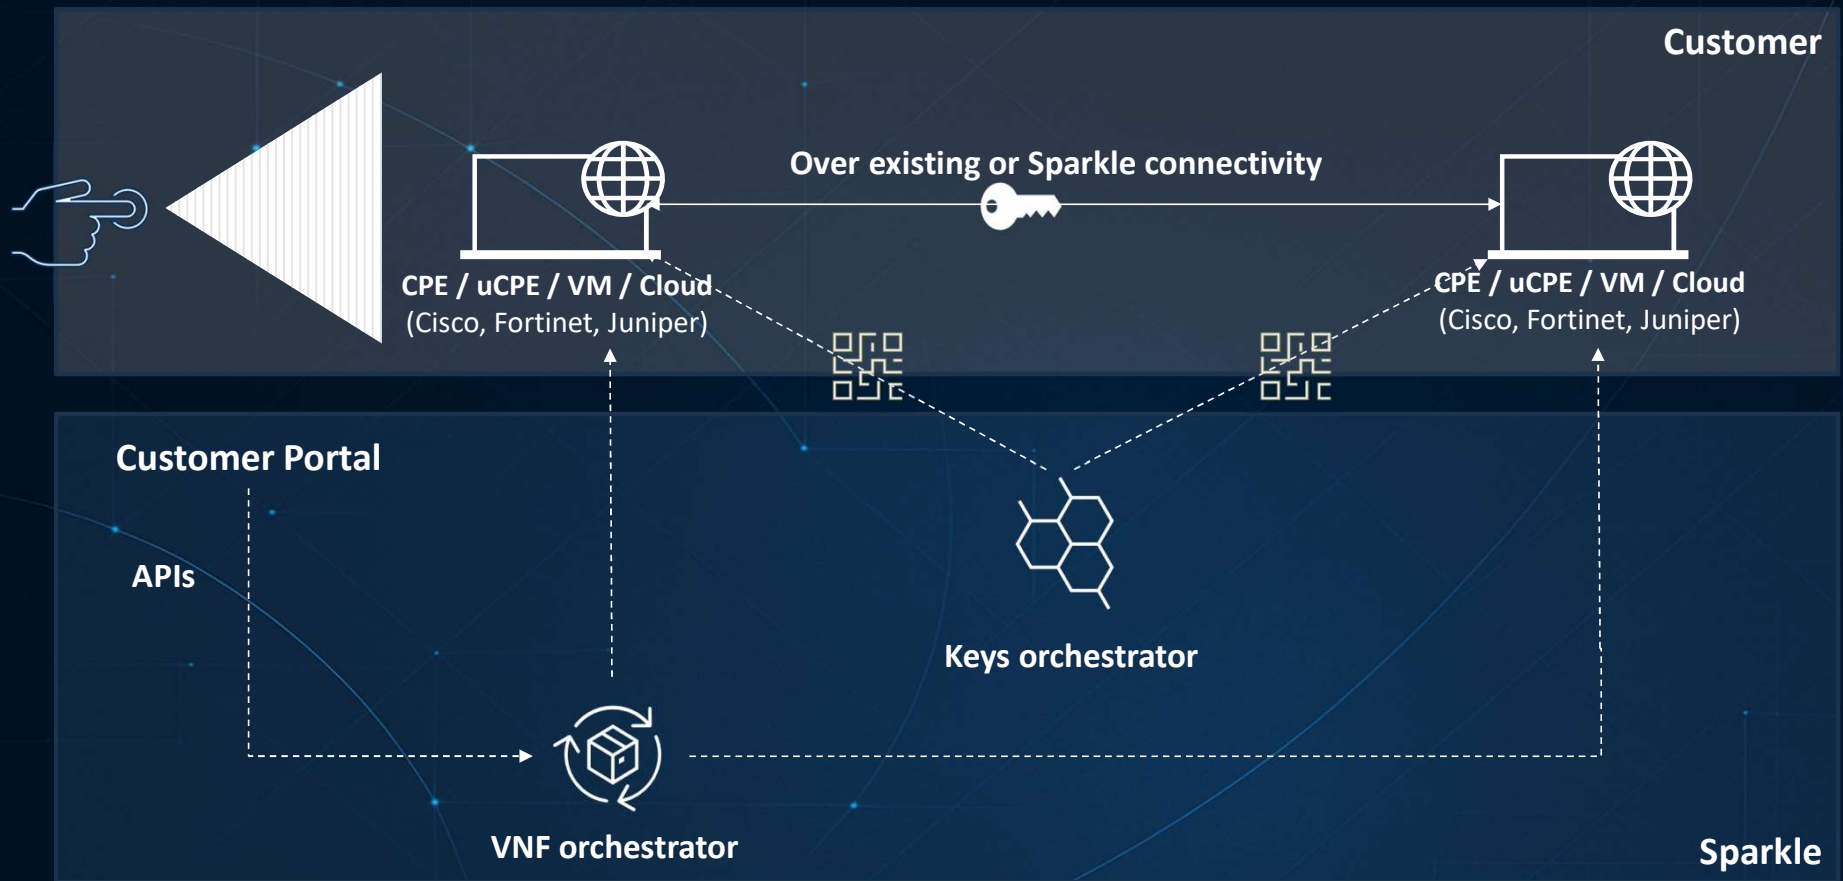 Customer
Over existing or Sparkle connectivity
CPE / uCPE / VM / Cloud
(Cisco, Fortinet, Juniper)
CPE / uCPE / VM / Cloud
(Cisco, Fortinet, Juniper)
Customer Portal
APIs
Keys orchestrator
VNF orchestrator
Sparkle